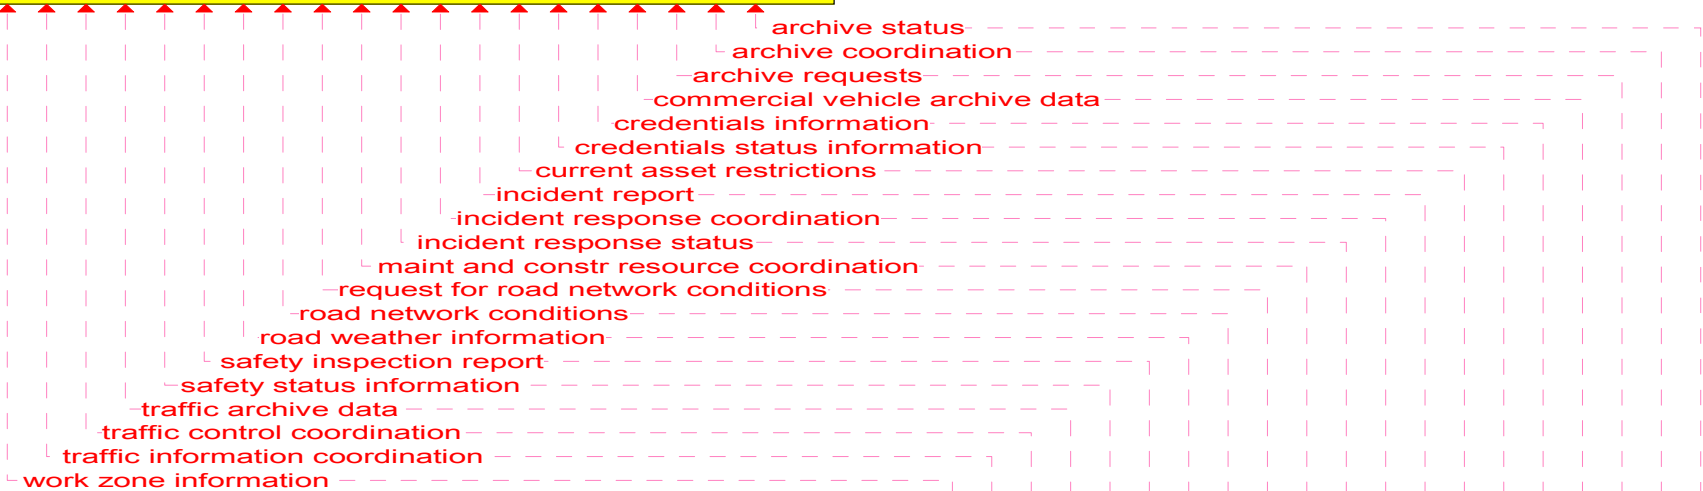 archive status
archive coordination
archive requests
commercial vehicle archive data
credentials information
credentials status information
current asset restrictions
incident report
incident response coordination
incident response status
maint and constr resource coordination
request for road network conditions
road network conditions
road weather information
safety inspection report
safety status information
traffic archive data
traffic control coordination
traffic information coordination
work zone information